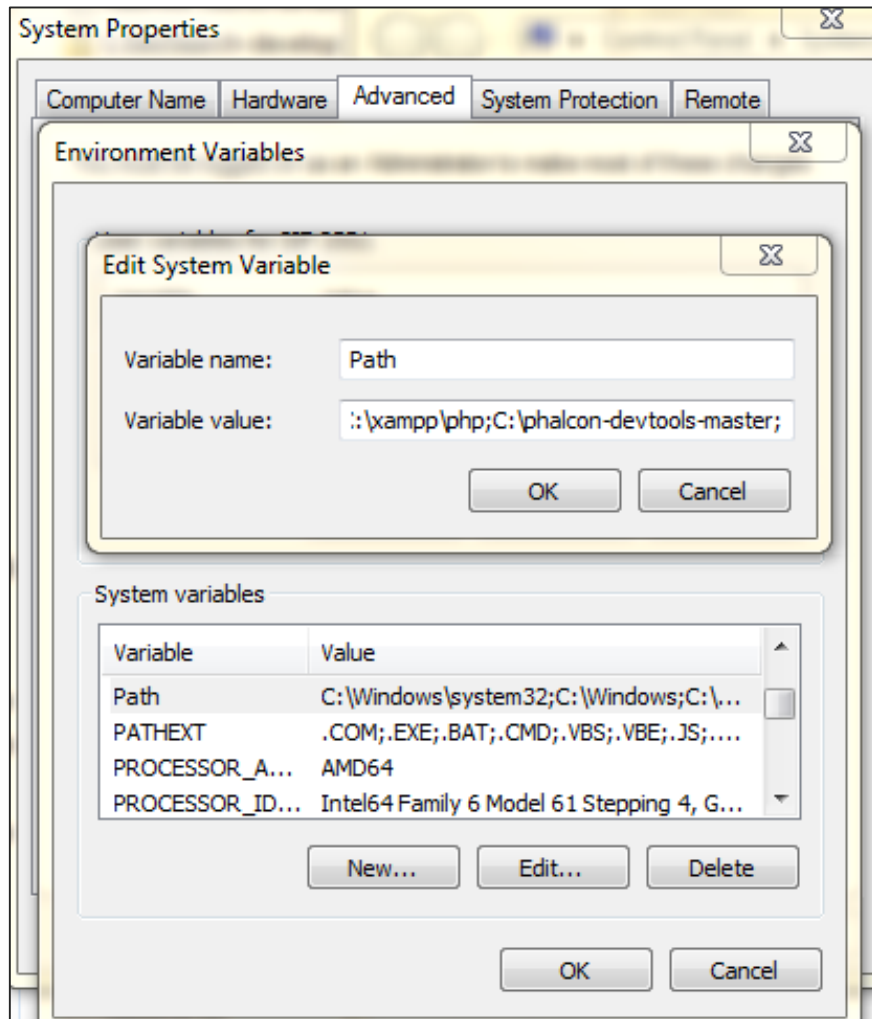 System Properties
Computer Name Hardware Advanced System Protection Remote
Environment Variables
Edit System Variable
Variable name: Path
Variable value: :\xampp\php;C:\phalcon-devtools-master;
OK Cancel
System variables
Variable Value
Path C:\Windows\system32;C:\Windows;C:\...
PATHEXT .COM;.EXE;.BAT;.CMD;.VBS;.VBE;.JS;....
PROCESSOR_A... AMD64
PROCESSOR_ID... Intel64 Family 6 Model 61 Stepping 4, G...
New... Edit... Delete
OK Cancel